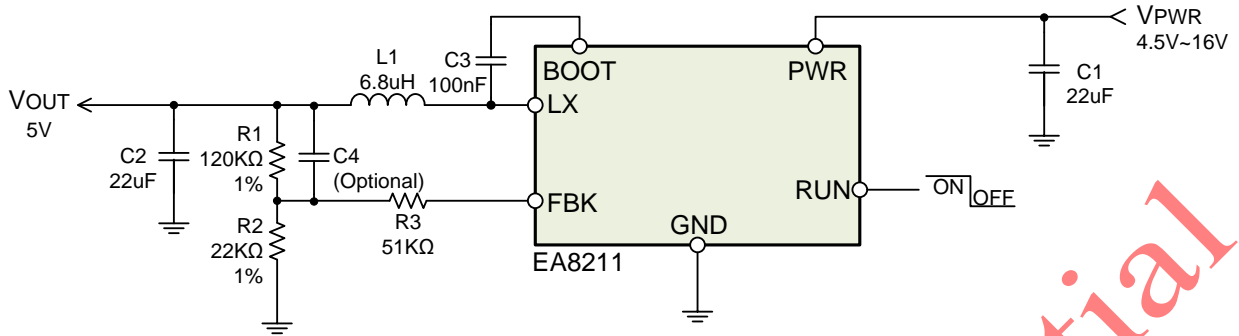 VPWR
4.5V~16V
C1
22uF
BOOT
PWR
C3
100nF
L1
6.8uH
LX
VOUT
5V
R1
120KΩ
1%
C2
22uF
C4
(Optional)
R3
51KΩ
FBK
RUN
ON
OFF
R2
22KΩ
1%
GND
EA8211
tial